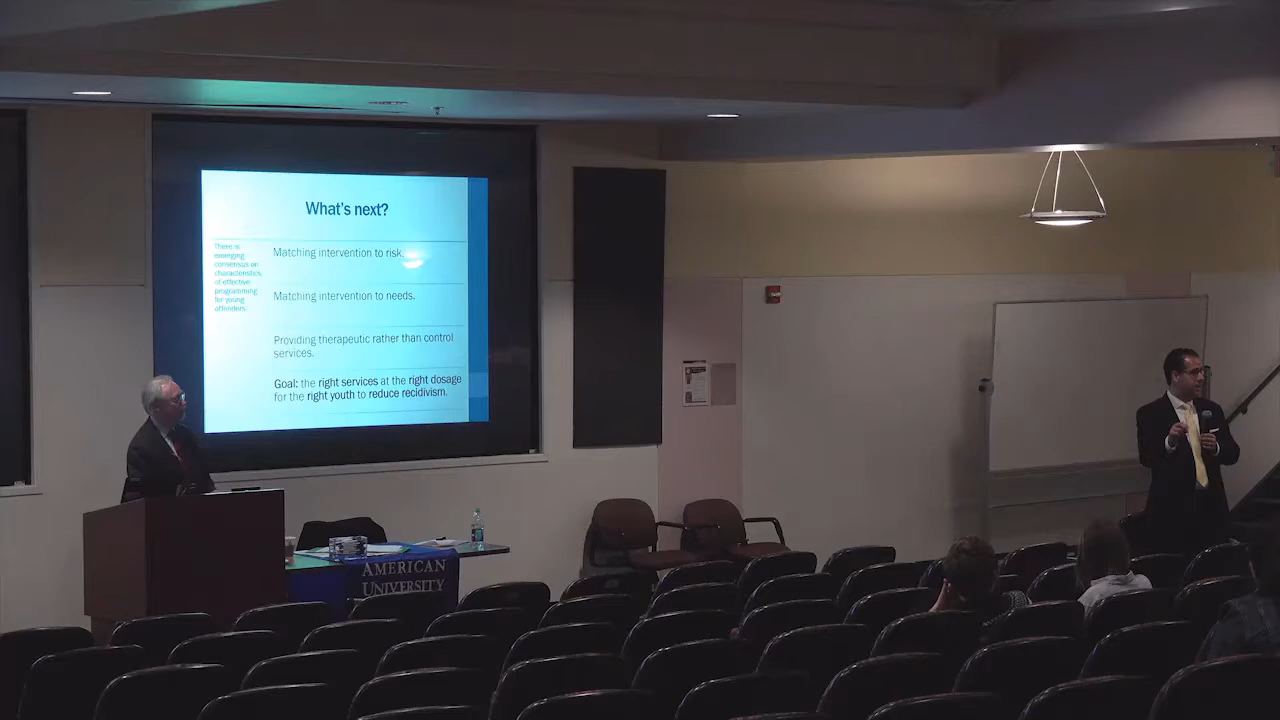 What's next?
There is
emerging
consensus on
characteristics
of effective
programming
for young
offenders.
Matching intervention to risk.
Matching intervention to needs.
Providing therapeutic rather than control
services.
Goal: the right services at the right dosage
for the right youth to reduce recidivism.
AMERICAN
UNIVERSITY